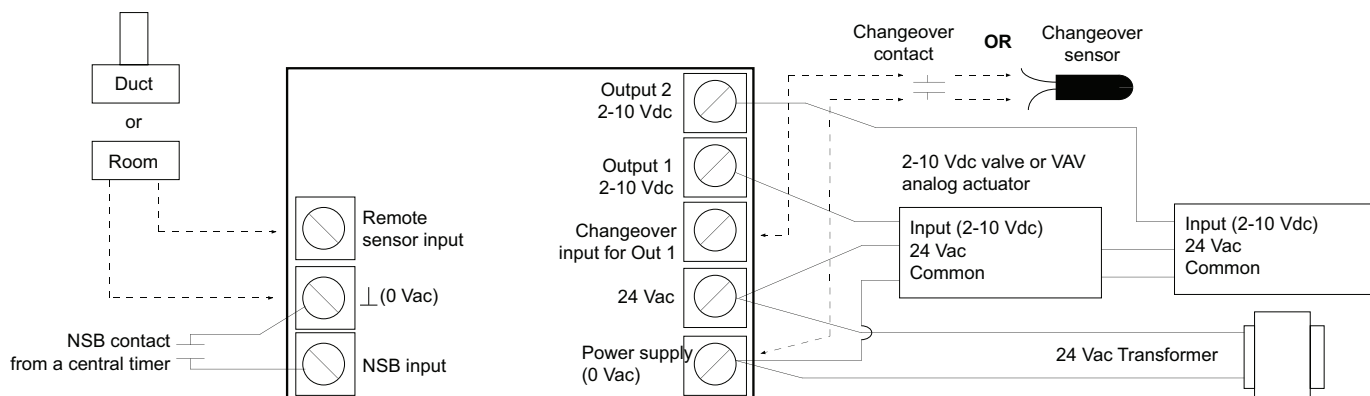 Duct
or
Room
Remote
sensor input
⊥ (0 Vac)
NSB input
NSB contact
from a central timer
Output 2
2-10 Vdc
Output 1
2-10 Vdc
Changeover
input for Out 1
24 Vac
Power supply
(0 Vac)
Changeover
contact
OR
Changeover
sensor
2-10 Vdc valve or VAV
analog actuator
Input (2-10 Vdc)
24 Vac
Common
Input (2-10 Vdc)
24 Vac
Common
24 Vac Transformer